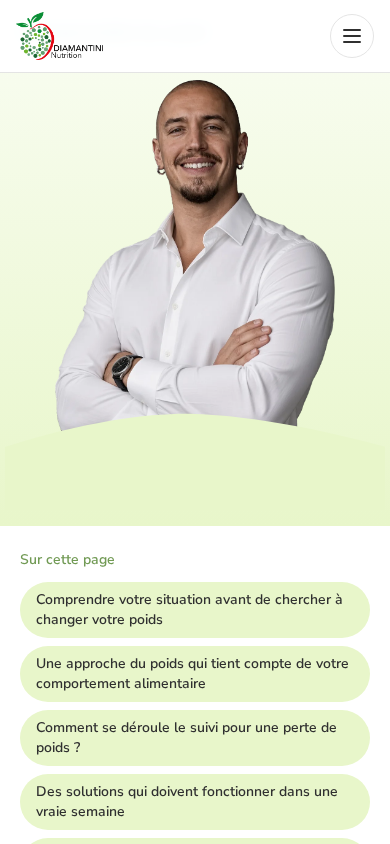 DIAMANTINI
Nutrition
Sur cette page
Comprendre votre situation avant de chercher à
changer votre poids
Une approche du poids qui tient compte de votre
comportement alimentaire
Comment se déroule le suivi pour une perte de
poids ?
Des solutions qui doivent fonctionner dans une
vraie semaine